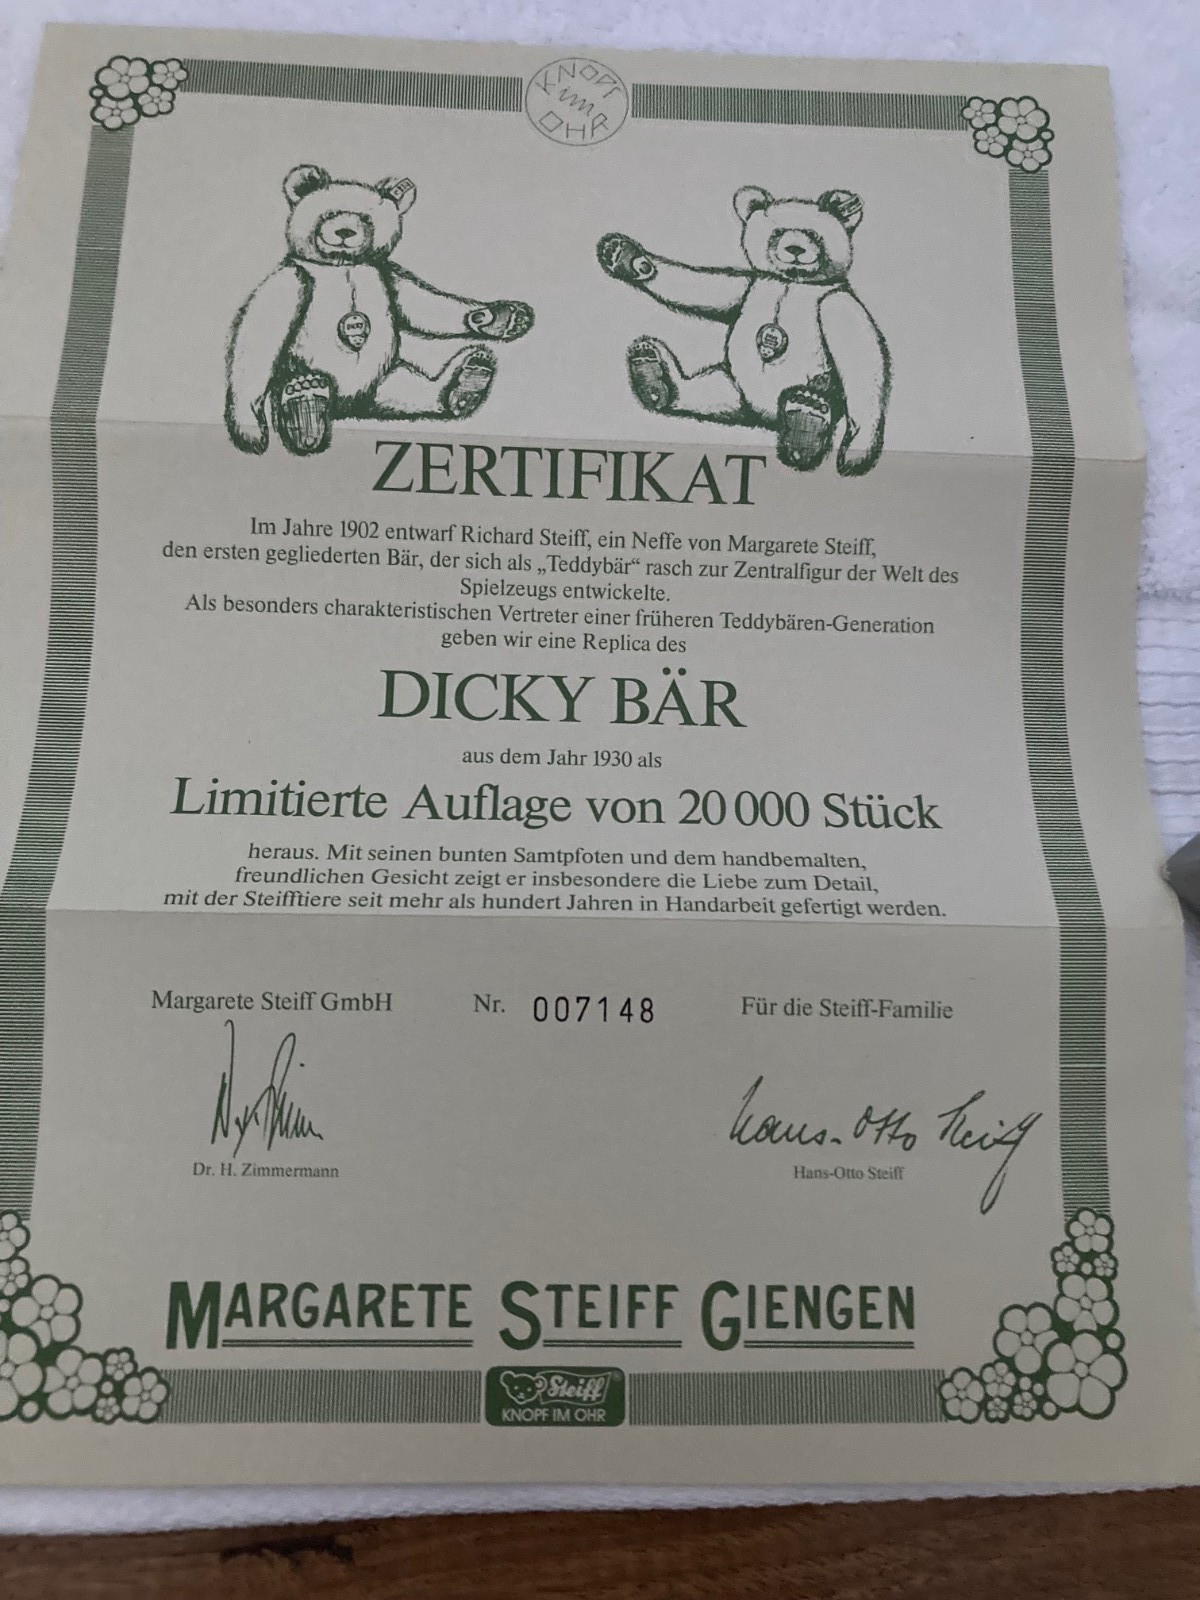 KNOPF
im
OHR
DICKY
ZERTIFIKAT
Im Jahre 1902 entwarf Richard Steiff, ein Neffe von Margarete Steiff,
den ersten gegliederten Bär, der sich als „Teddybär“ rasch zur Zentralfigur der Welt des
Spielzeugs entwickelte.
Als besonders charakteristischen Vertreter einer früheren Teddybären-Generation
geben wir eine Replica des
DICKY BÄR
aus dem Jahr 1930 als
Limitierte Auflage von 20 000 Stück
heraus. Mit seinen bunten Samtpfoten und dem handbemalten,
freundlichen Gesicht zeigt er insbesondere die Liebe zum Detail,
mit der Steifftiere seit mehr als hundert Jahren in Handarbeit gefertigt werden.
Margarete Steiff GmbH Nr. 007148 Für die Steiff-Familie
Hans-Otto Steiff
Dr. H. Zimmermann Hans-Otto Steiff
MARGARETE STEIFF GIENGEN
Steiff
KNOPF IM OHR